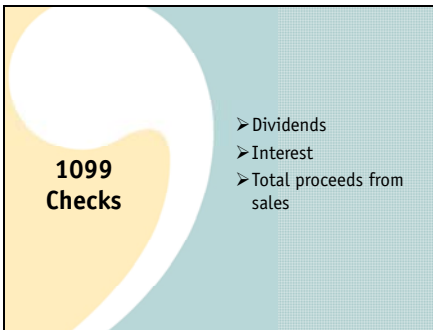 1099
Checks
➢Dividends
➢Interest
➢Total proceeds from
sales